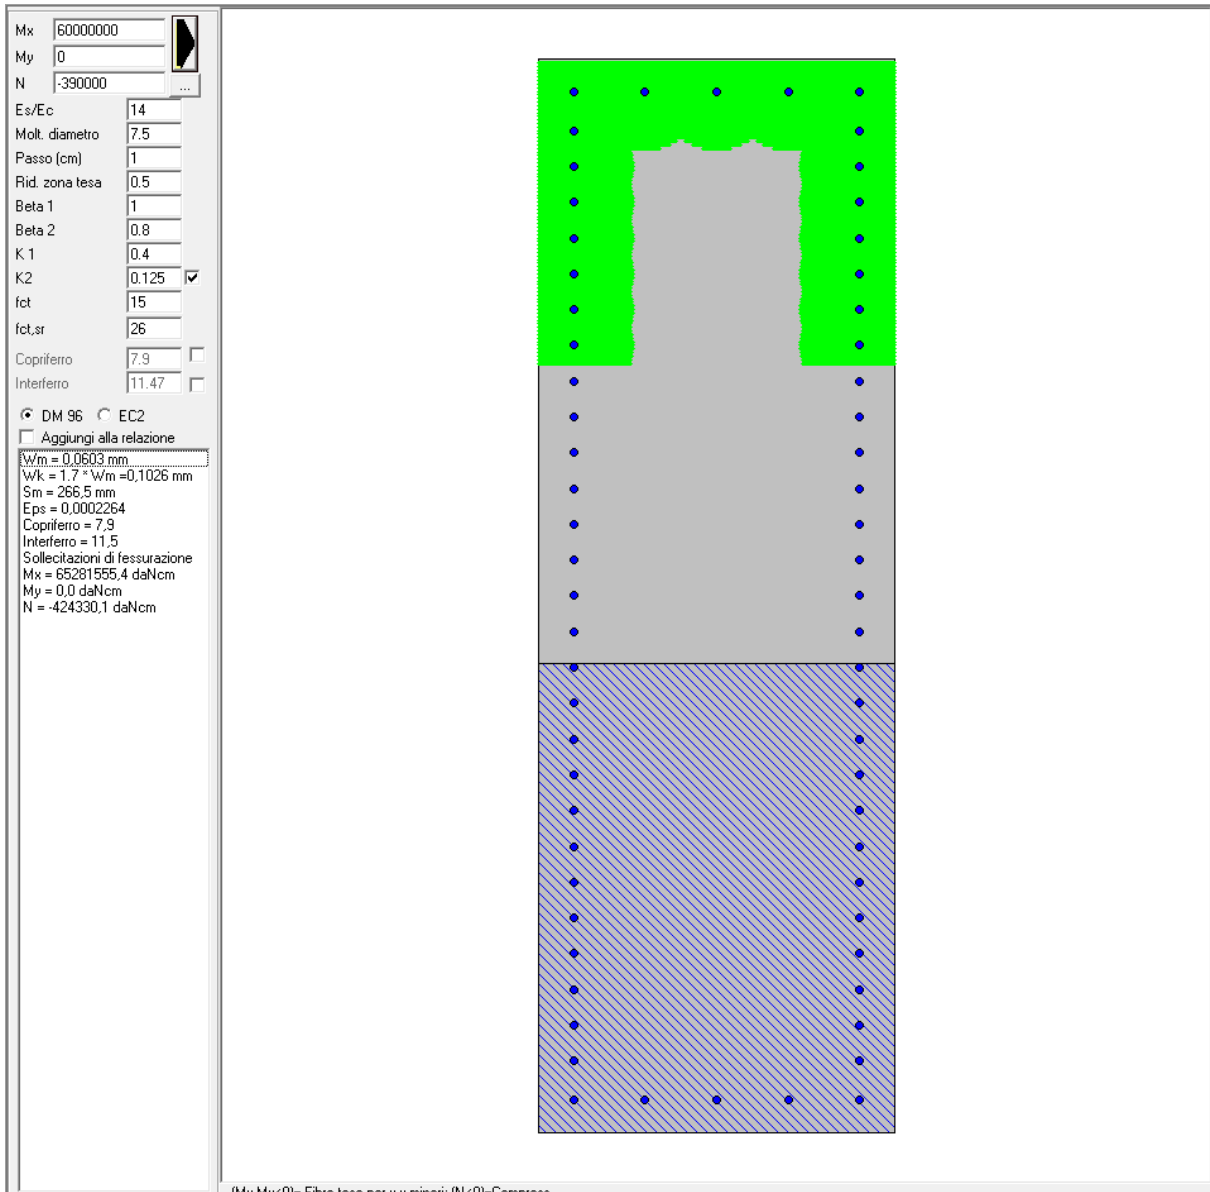 Mx 60000000
My 0
N -390000 ...
Es/Ec 14
Molt. diametro 7.5
Passo (cm) 1
Rid. zona tesa 0.5
Beta 1 1
Beta 2 0.8
K 1 0.4
K2 0.125
fct 15
fct,sr 26
Copriferro 7.9
Interferro 11.47
DM 96 EC2
Aggiungi alla relazione
Wm = 0,0603 mm
Wk = 1.7 * Wm =0,1026 mm
Sm = 266,5 mm
Eps = 0,0002264
Copriferro = 7,9
Interferro = 11,5
Sollecitazioni di fessurazione
Mx = 65281555,4 daNcm
My = 0,0 daNcm
N = -424330,1 daNcm